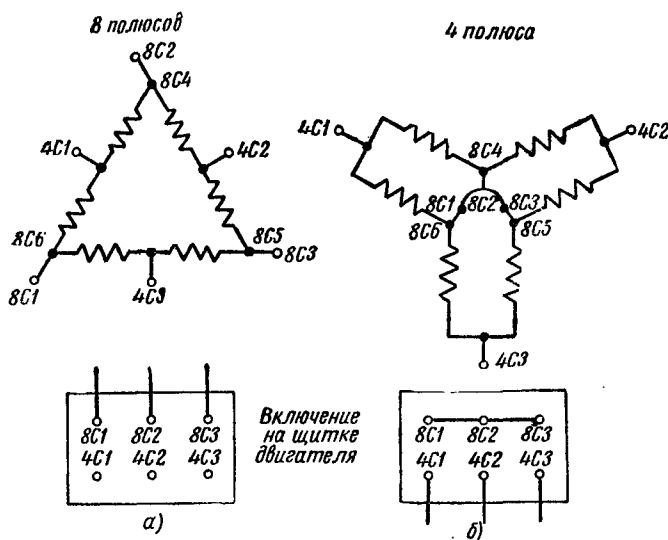 8 полюсов
8С2
8С4
4С1
4С2
8С6
8С5
8С3
8С1
4С3
4 полюса
4С1
4С2
8С4
8С1
8С2
8С3
8С6
8С5
4С3
8С1 8С2 8С3
4С1 4С2 4С3
а)
Включение
на щитке
двигателя
8С1 8С2 8С3
4С1 4С2 4С3
б)